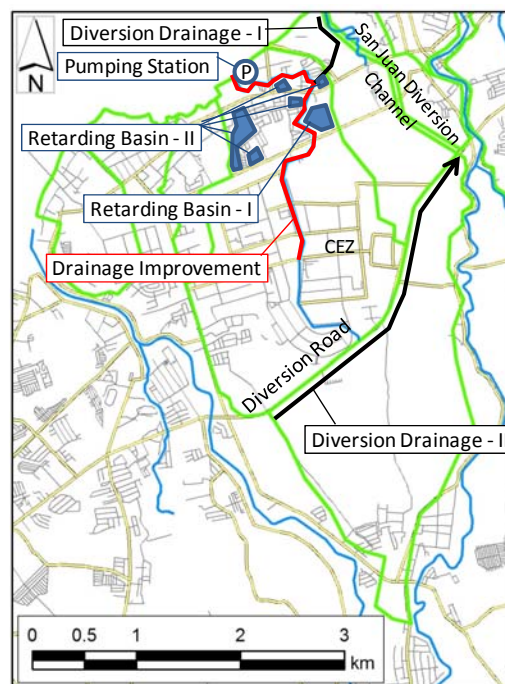 Diversion Drainage - I
San Juan Diversion
Channel
Pumping Station
P
N
Retarding Basin - II
Retarding Basin - I
Drainage Improvement
CEZ
Diversion Road
Diversion Drainage - II
0 0.5 1 2 3
km